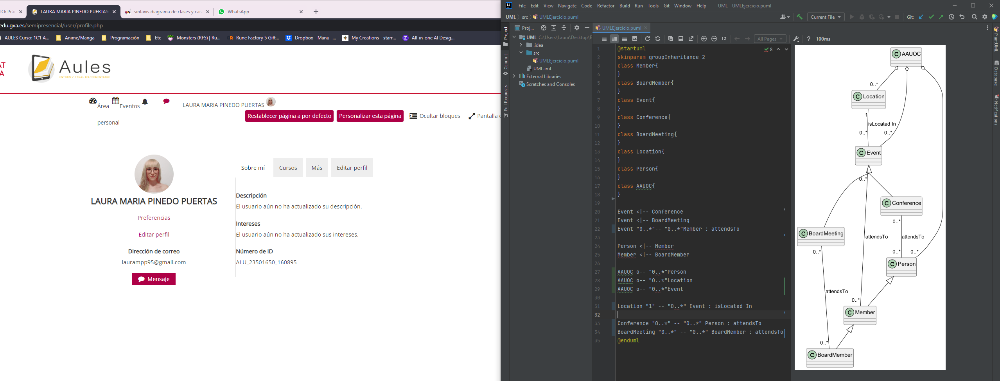 LO: Prác
LAURA MARIA PINEDO PUERTAS
sintaxis diagrama de clases y cara
WhatsApp
edu.gva.es/semipresencial/user/profile.php
AULES Curso: 1C1 A...
Anime/Manga
Programación
Etc
Monsters (RF5) | Ru...
Rune Factory 5 Gift...
Dropbox - Manu -...
My Creations - starr...
All-in-one AI Desig...
AT
A
Aules
ENTORN VIRTUAL D'APRENENTATGE
Área personal
Eventos
LAURA MARIA PINEDO PUERTAS
Restablecer página a por defecto
Personalizar esta página
Ocultar bloques
Pantalla c
LAURA MARIA PINEDO PUERTAS
Preferencias
Editar perfil
Dirección de correo
laurampp95@gmail.com
Mensaje
Sobre mí
Cursos
Más
Editar perfil
Descripción
El usuario aún no ha actualizado su descripción.
Intereses
El usuario aún no ha actualizado sus intereses.
Número de ID
ALU_23501650_160895
IJ
File Edit View Navigate Code Refactor Build Run Tools Git Window Help
UML - UMLEjercicio.puml
UML
src
UMLEjercicio.puml
Current File
Git:
Project
Commit
Pull Requests
Proj...
UML C:\Users\Laura\Desktop\E
.idea
src
UMLEjercicio.puml
UML.iml
External Libraries
Scratches and Consoles
UMLEjercicio.puml
1:1
All Pages
? 100ms
8
1 @startuml
2 skinparam groupInheritance 2
3 class Member{
4 }
5 class BoardMember{
6 }
7 class Event{
8 }
9 class Conference{
10 }
11 class BoardMeeting{
12 }
13 class Location{
14 }
15 class Person{
16 }
17 class AAUOC{
18 }
19
20 Event <|-- Conference
21 Event <|-- BoardMeeting
22 Event "0..*"-- "0..*"Member : attendsTo
23
24 Person <|-- Member
25 Member <|-- BoardMember
26
27 AAUOC o-- "0..*"Person
28 AAUOC o-- "0..*"Location
29 AAUOC o-- "0..*"Event
30
31 Location "1" -- "0..*" Event : isLocated In
32
33 Conference "0..*" -- "0..*" Person : attendsTo
34 BoardMeeting "0..*" -- "0..*" BoardMember : attendsTo
35 @enduml
C AAUOC
0..*
C Location
1
isLocated In
0..*
0..*
C Event
0..*
C Conference
0..*
C BoardMeeting
attendsTo
attendsTo
0..*
0..*
0..*
C Person
attendsTo
0..*
C Member
0..*
C BoardMember
PlantUML
Database
Notifications